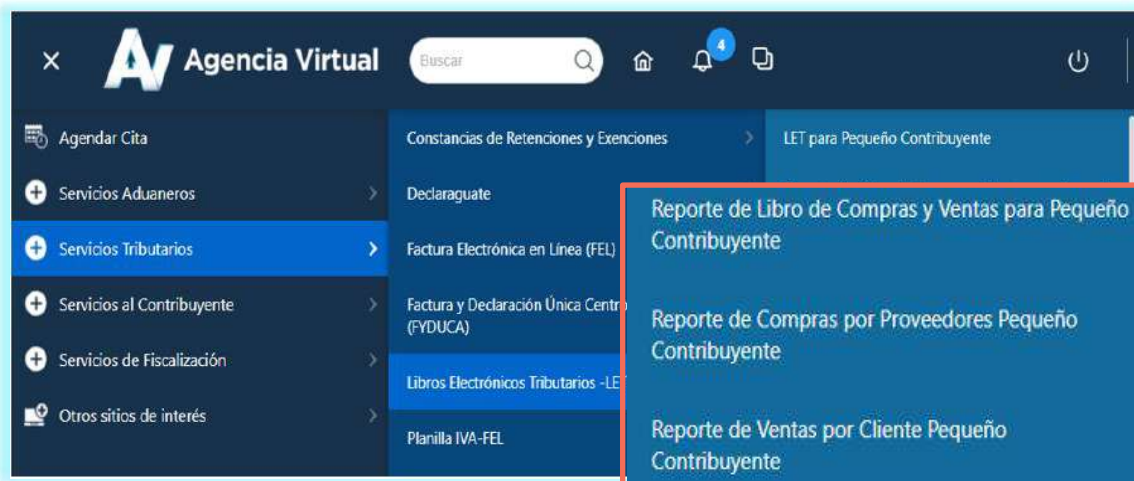 Agencia Virtual
Buscar
4
Agendar Cita
Servicios Aduaneros
Servicios Tributarios
Servicios al Contribuyente
Servicios de Fiscalización
Otros sitios de interés
Constancias de Retenciones y Exenciones
Declaraguate
Factura Electrónica en Línea (FEL)
Factura y Declaración Única Centro
(FYDUCA)
Libros Electrónicos Tributarios -LET
Planilla IVA-FEL
LET para Pequeño Contribuyente
Reporte de Libro de Compras y Ventas para Pequeño
Contribuyente
Reporte de Compras por Proveedores Pequeño
Contribuyente
Reporte de Ventas por Cliente Pequeño
Contribuyente